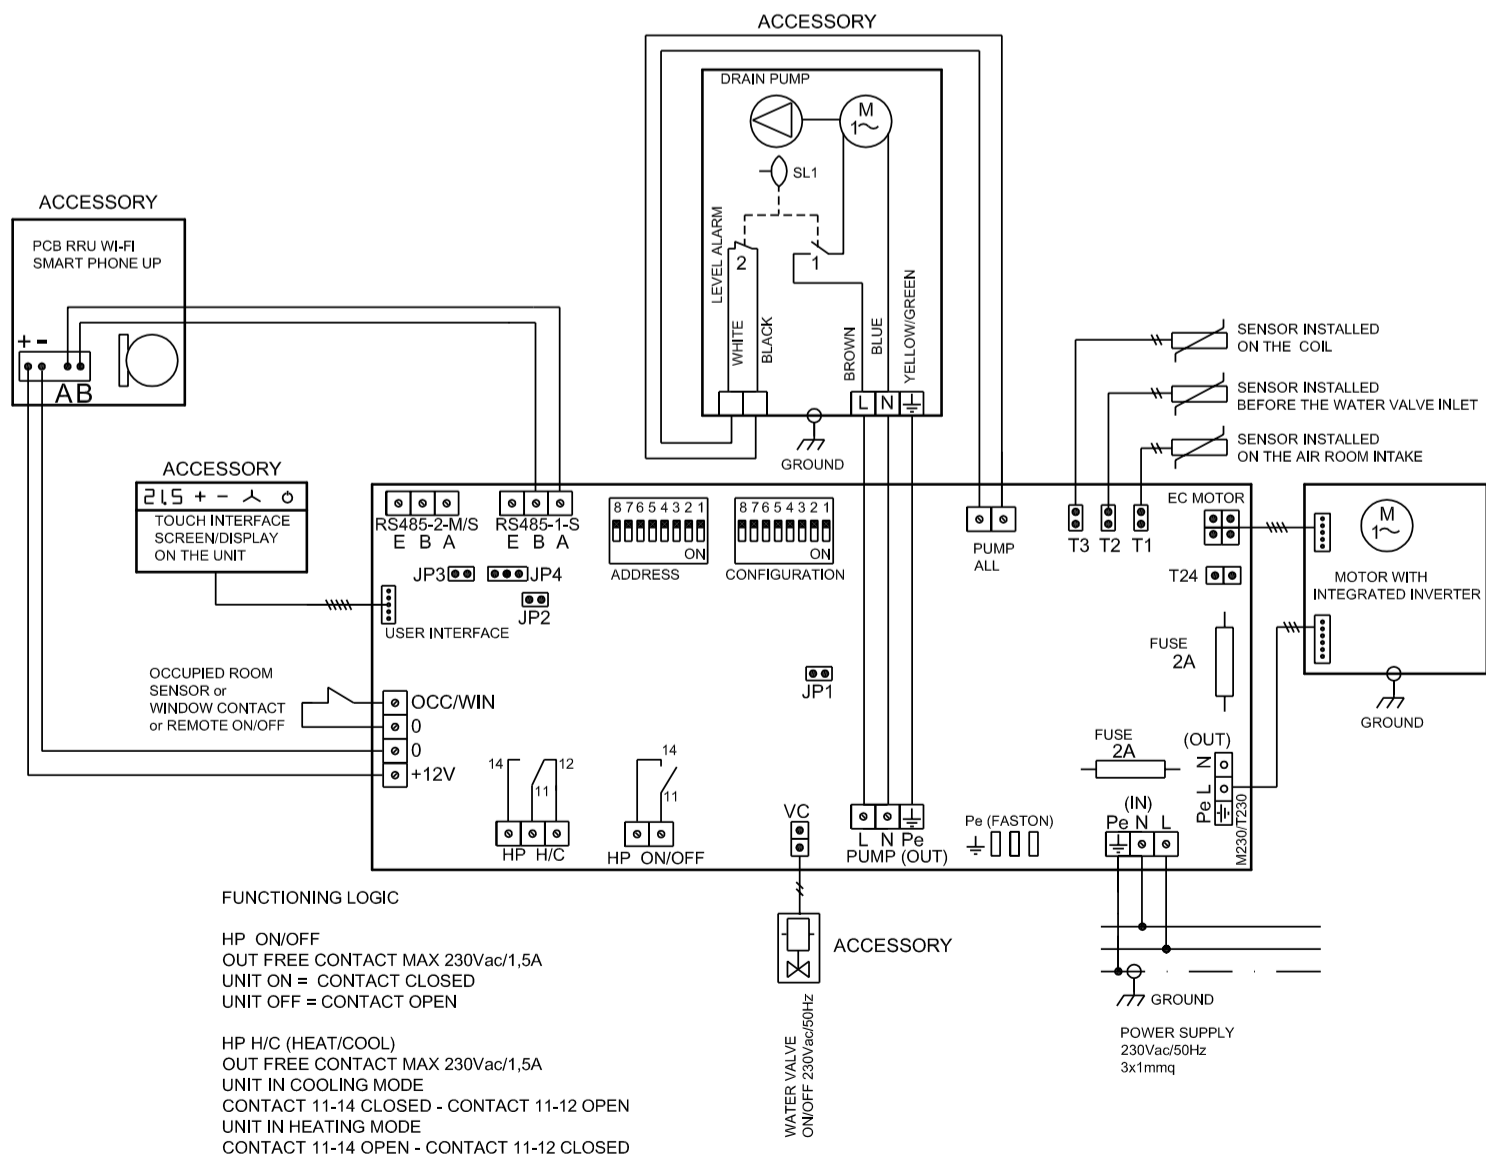 ACCESSORY
DRAIN PUMP
M
1~
SL1
LEVEL ALARM
2
1
WHITE
BLACK
BROWN
BLUE
YELLOW/GREEN
L N
GROUND
ACCESSORY
PCB RRU WI-FI
SMART PHONE UP
+ -
AB
ACCESSORY
21.5 + -
TOUCH INTERFACE
SCREEN/DISPLAY
ON THE UNIT
SENSOR INSTALLED
ON THE COIL
SENSOR INSTALLED
BEFORE THE WATER VALVE INLET
SENSOR INSTALLED
ON THE AIR ROOM INTAKE
RS485-2-M/S
E B A
RS485-1-S
E B A
JP3
JP4
JP2
8 7 6 5 4 3 2 1
ON
ADDRESS
8 7 6 5 4 3 2 1
ON
CONFIGURATION
PUMP
ALL
T3 T2 T1
EC MOTOR
T24
M
1~
MOTOR WITH
INTEGRATED INVERTER
GROUND
USER INTERFACE
FUSE
2A
JP1
OCCUPIED ROOM
SENSOR or
WINDOW CONTACT
or REMOTE ON/OFF
OCC/WIN
0
0
+12V
14
12
11
HP H/C
14
11
HP ON/OFF
VC
L N Pe
PUMP (OUT)
Pe (FASTON)
FUSE
2A
(OUT)
Pe L N
M230/T230
(IN)
Pe N L
ACCESSORY
WATER VALVE
ON/OFF 230Vac/50Hz
GROUND
POWER SUPPLY
230Vac/50Hz
3x1mmq
FUNCTIONING LOGIC
HP ON/OFF
OUT FREE CONTACT MAX 230Vac/1,5A
UNIT ON = CONTACT CLOSED
UNIT OFF = CONTACT OPEN
HP H/C (HEAT/COOL)
OUT FREE CONTACT MAX 230Vac/1,5A
UNIT IN COOLING MODE
CONTACT 11-14 CLOSED - CONTACT 11-12 OPEN
UNIT IN HEATING MODE
CONTACT 11-14 OPEN - CONTACT 11-12 CLOSED